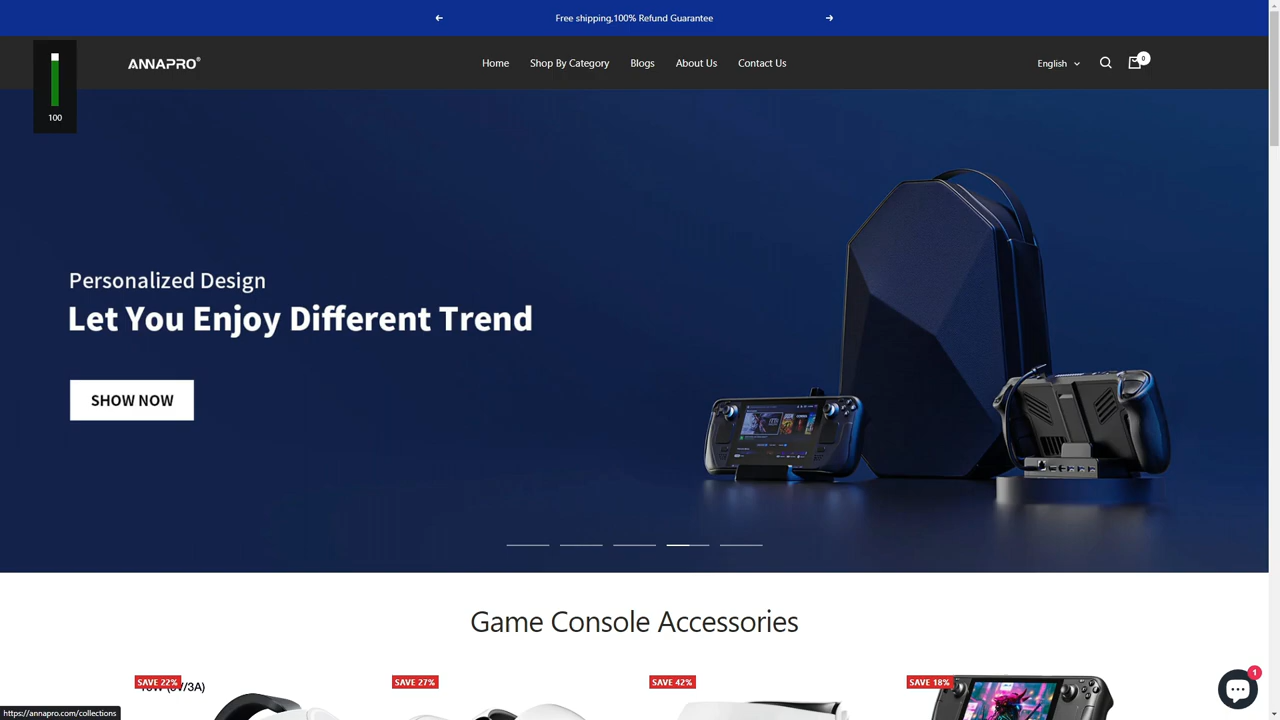 Free shipping,100% Refund Guarantee
ANNAPRO®
Home
Shop By Category
Blogs
About Us
Contact Us
English
0
100
Personalized Design
Let You Enjoy Different Trend
SHOW NOW
Game Console Accessories
SAVE 22%
SAVE 27%
SAVE 42%
SAVE 18%
1
https://annapro.com/collections